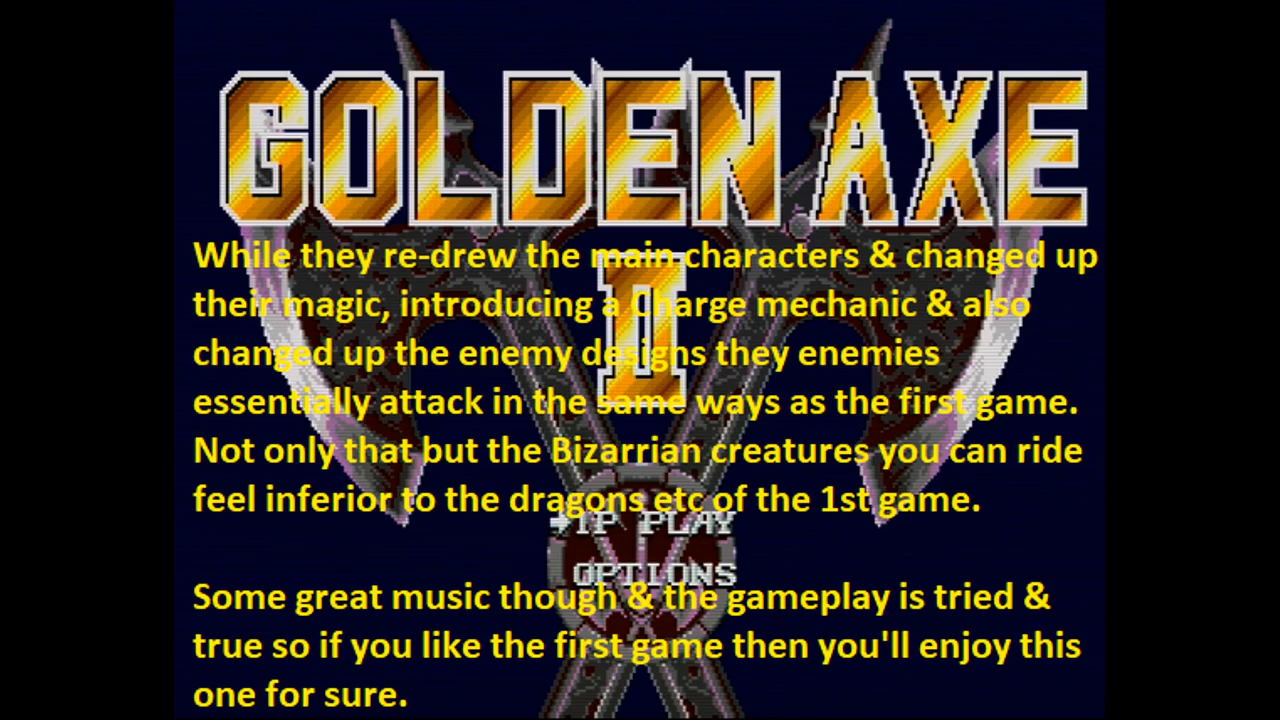 GOLDEN AXE
II
While they re-drew the main characters & changed up
their magic, introducing a Charge mechanic & also
changed up the enemy designs they enemies
essentially attack in the same ways as the first game.
Not only that but the Bizarrian creatures you can ride
feel inferior to the dragons etc of the 1st game.
1P PLAY
OPTIONS
Some great music though & the gameplay is tried &
true so if you like the first game then you'll enjoy this
one for sure.